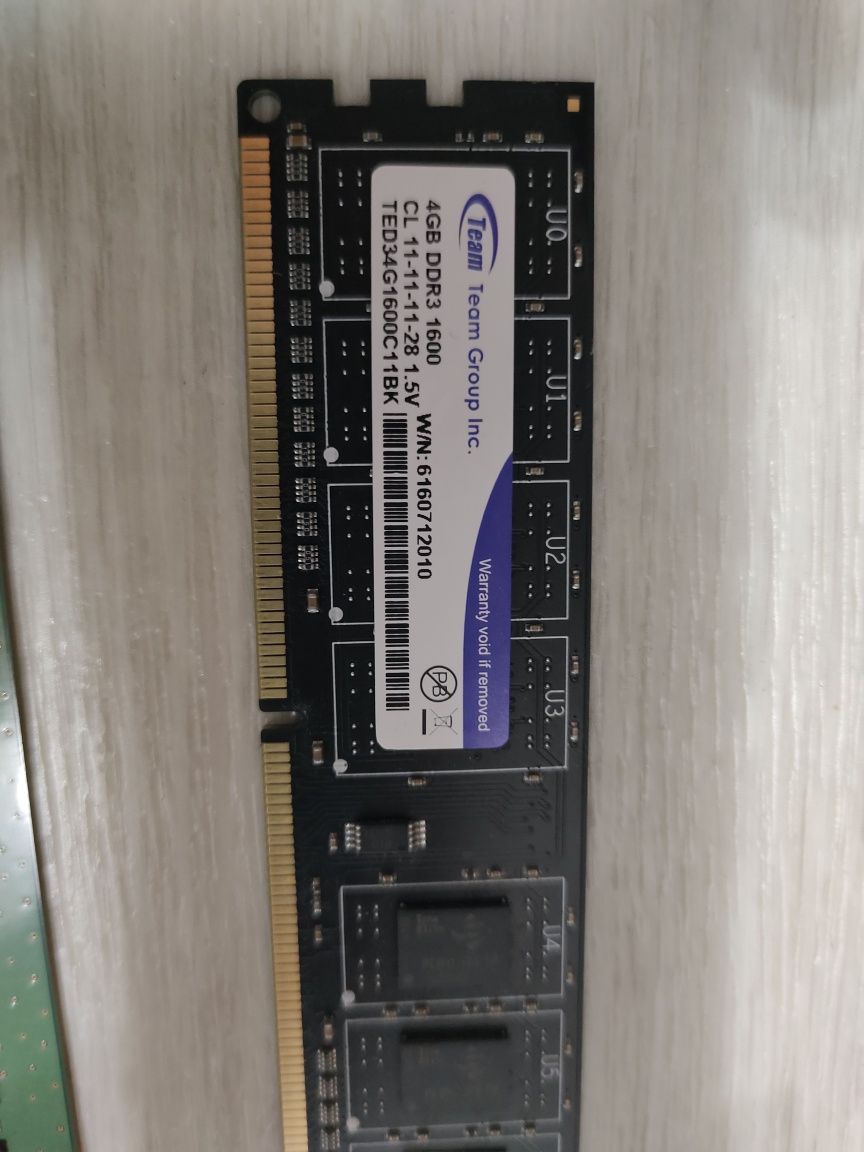 Team Team Group Inc.
4GB DDR3 1600
CL 11-11-11-28 1.5V W/N: 6160712010
TED34G1600C11BK
Warranty void if removed
PB
U0
U1
U2
U3
U4
U5